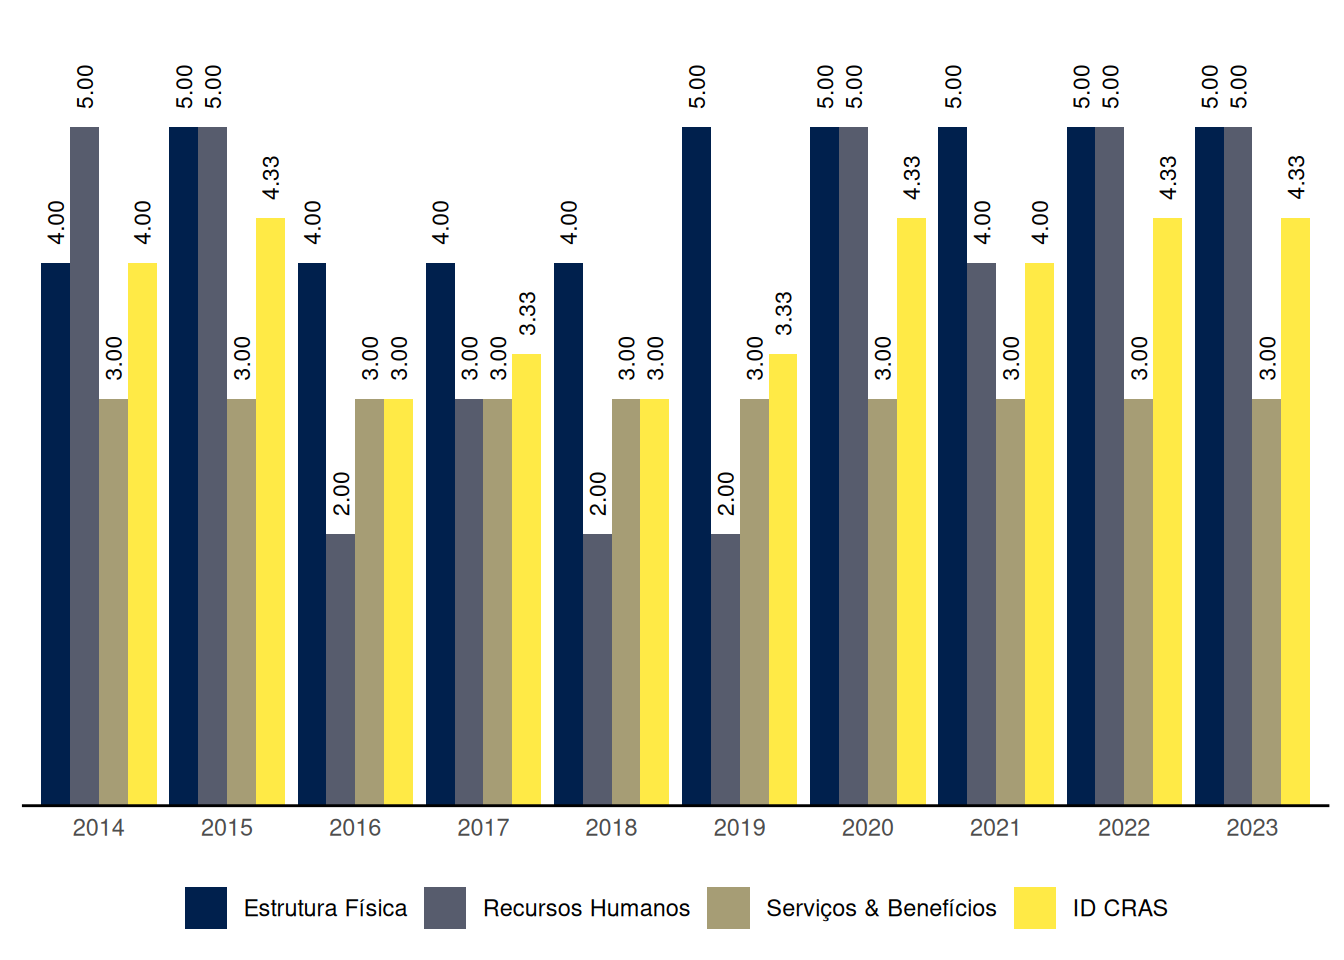 5.00 5.00 5.00 5.00 5.00 5.00 5.00 5.00 5.00 5.00 5.00
4.33 4.33 4.33 4.33
4.00 4.00 4.00 4.00 4.00 4.00 4.00
3.33 3.33
3.00 3.00 3.00 3.00 3.00 3.00 3.00 3.00 3.00 3.00 3.00 3.00 3.00
2.00 2.00 2.00
2014 2015 2016 2017 2018 2019 2020 2021 2022 2023
Estrutura Física Recursos Humanos Serviços & Benefícios ID CRAS